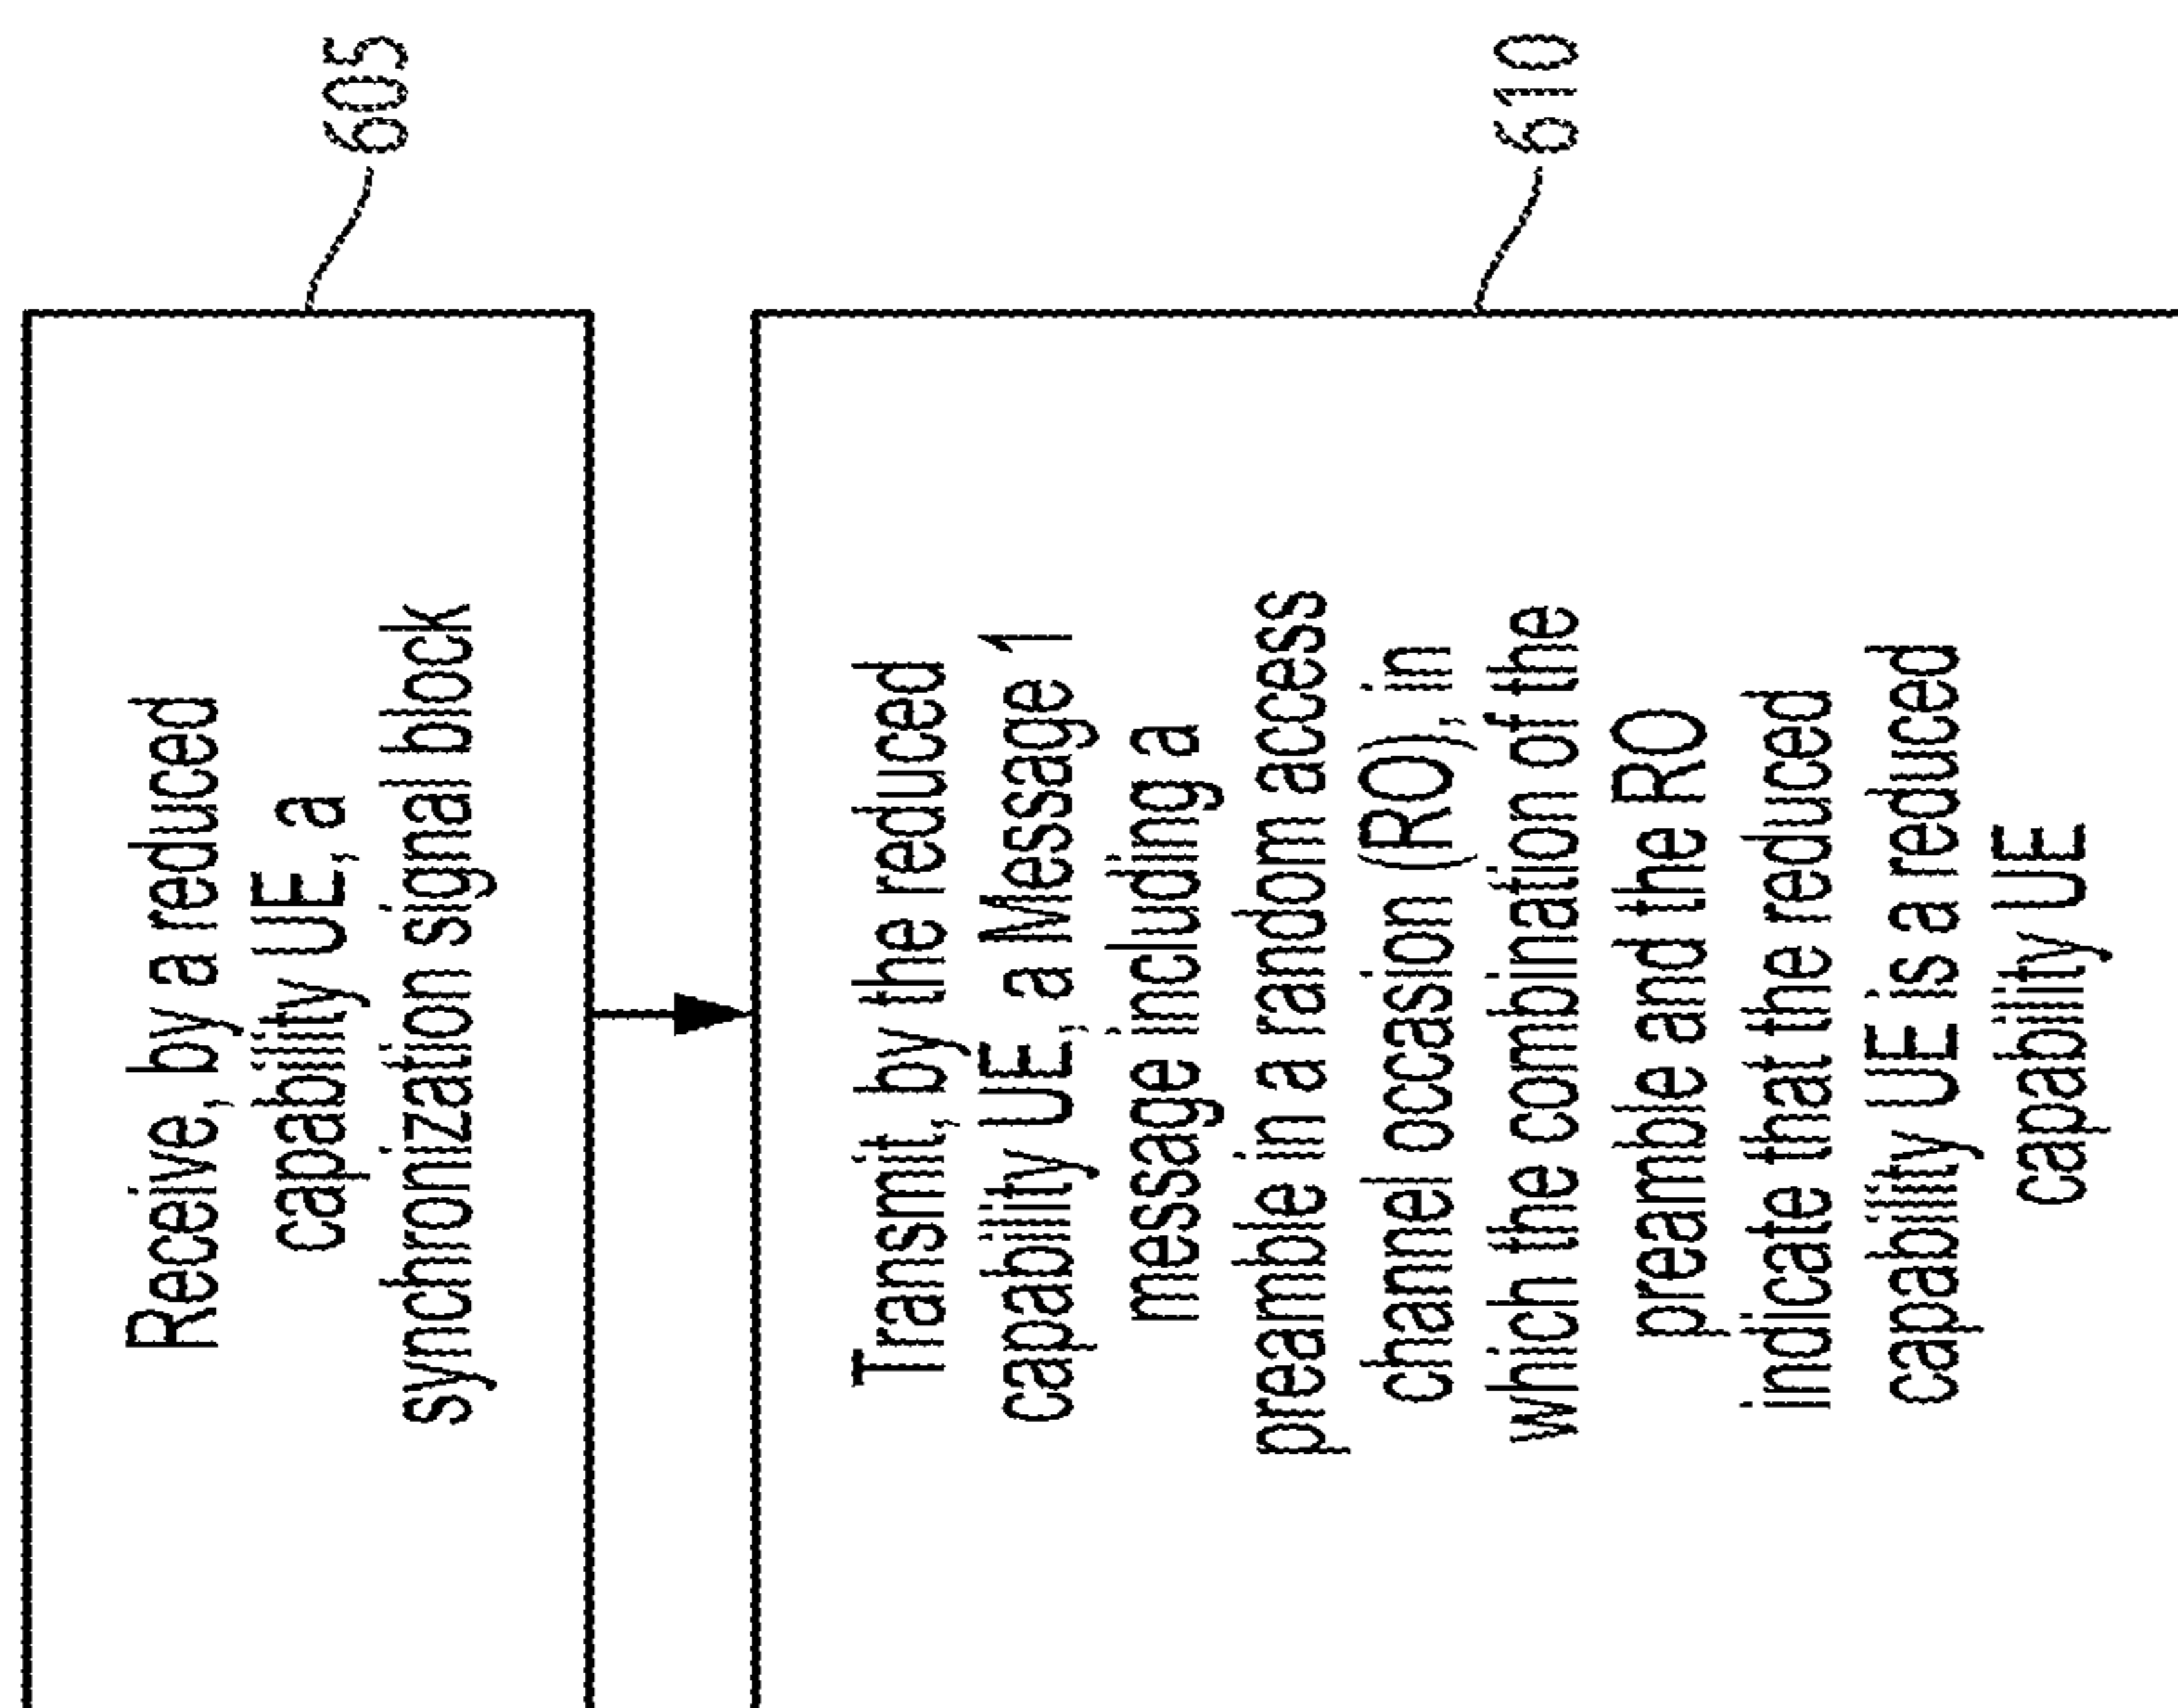 605
Receive, by a reduced
capability UE, a
synchronization signal block
610
Transmit, by the reduced
capability UE, a Message 1
message including a
preamble in a random access
channel occasion (RO), in
which the combination of the
preamble and the RO
indicate that the reduced
capability UE is a reduced
capability UE